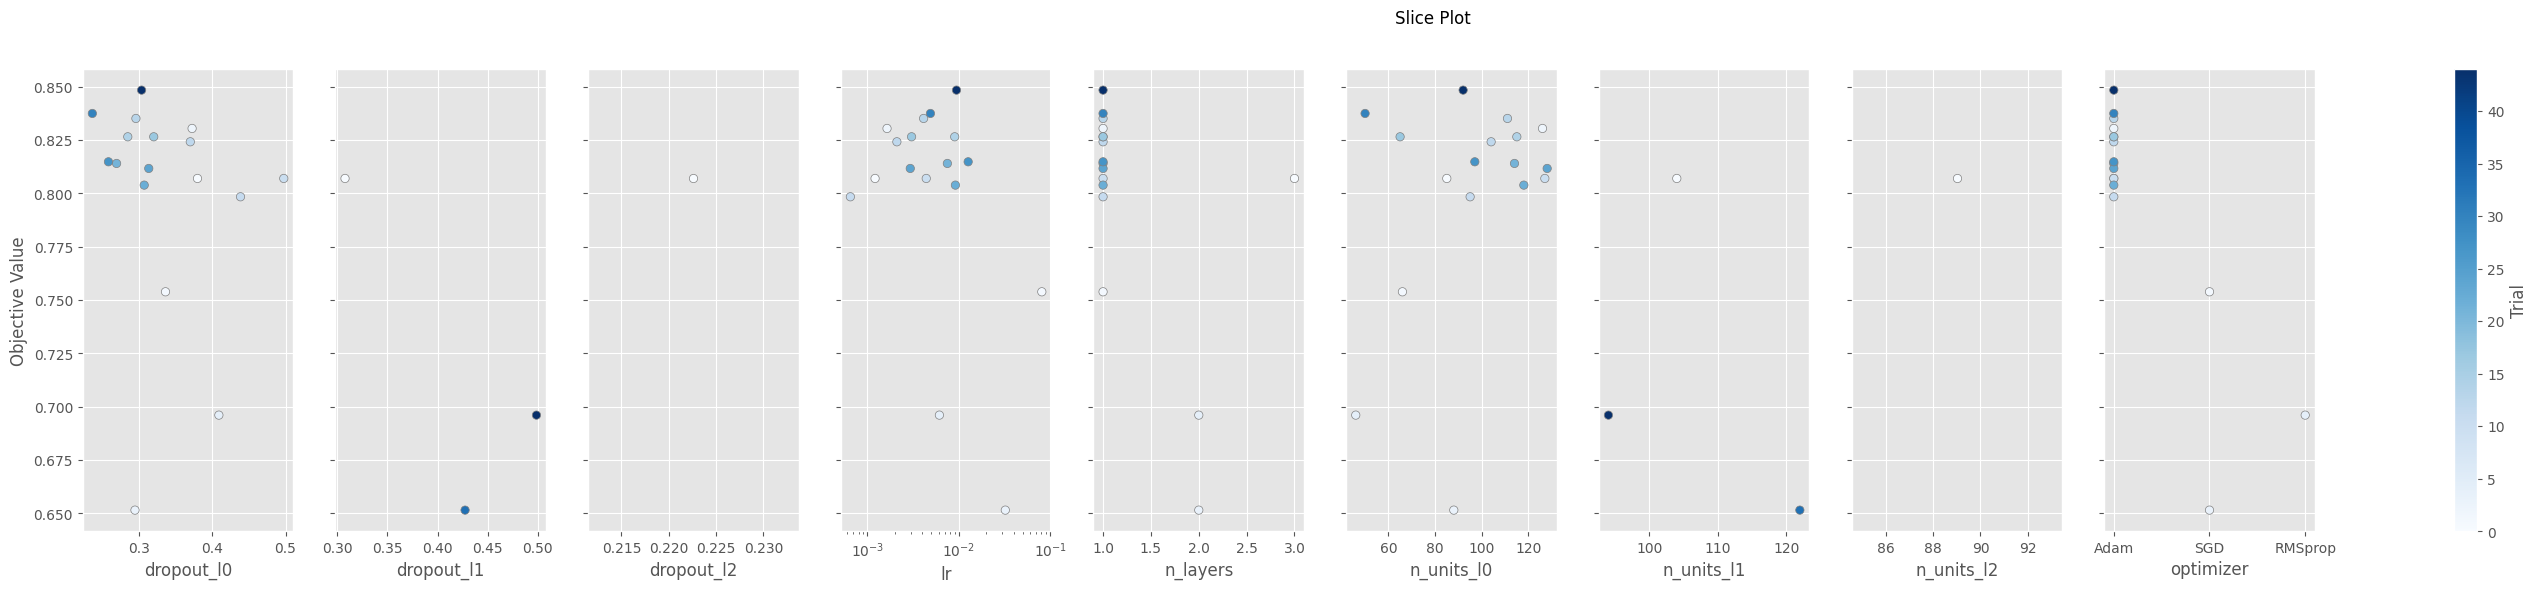 Slice Plot
Objective Value
0.850
0.825
0.800
0.775
0.750
0.725
0.700
0.675
0.650
0.3 0.4 0.5
dropout_l0
0.30 0.35 0.40 0.45 0.50
dropout_l1
0.215 0.220 0.225 0.230
dropout_l2
10⁻³ 10⁻² 10⁻¹
lr
1.0 1.5 2.0 2.5 3.0
n_layers
60 80 100 120
n_units_l0
100 110 120
n_units_l1
86 88 90 92
n_units_l2
Adam SGD RMSprop
optimizer
40
35
30
25
20
15
10
5
0
Trial